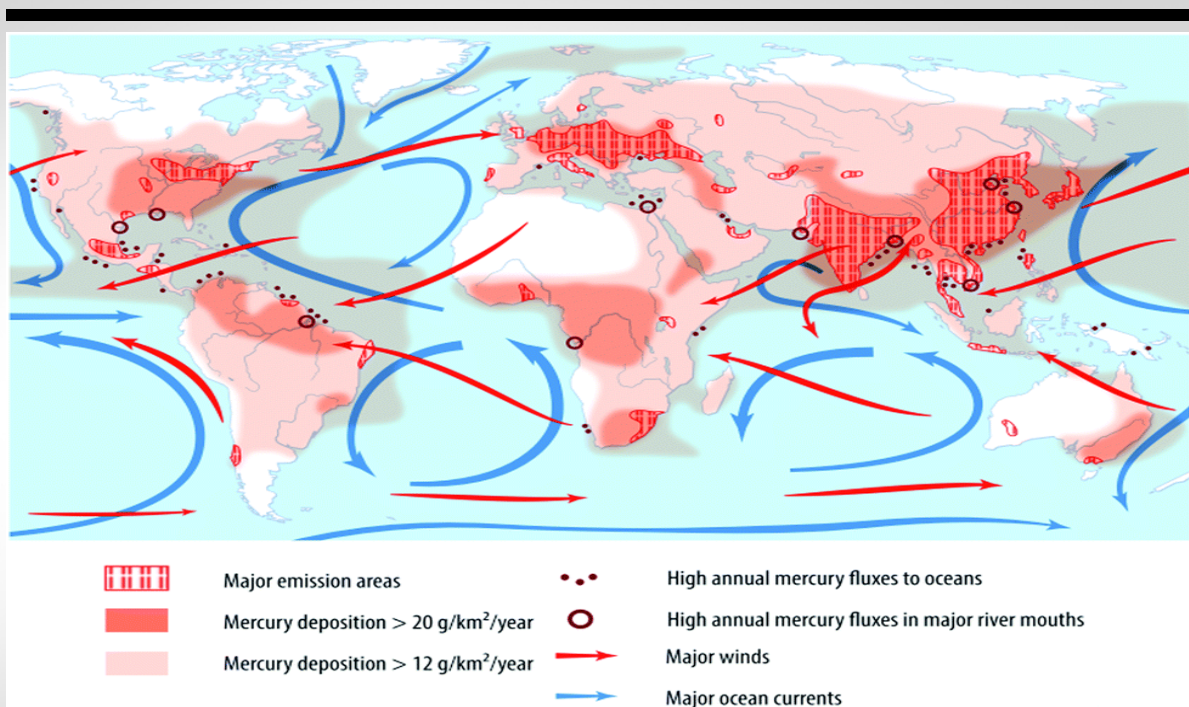 Major emission areas
Mercury deposition > 20 g/km²/year
Mercury deposition > 12 g/km²/year
High annual mercury fluxes to oceans
High annual mercury fluxes in major river mouths
Major winds
Major ocean currents